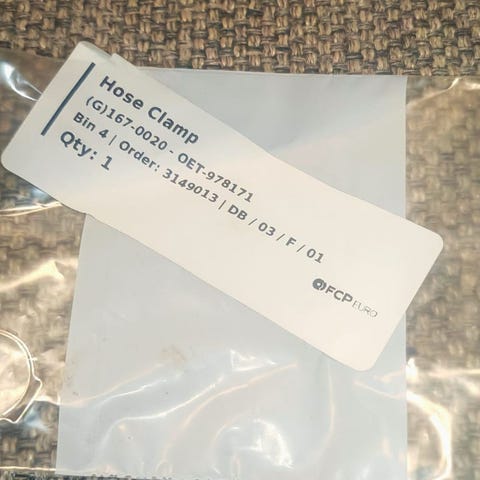 Hose Clamp
(G)167-0020 - OET-978171
Bin 4 | Order: 3149013 | DB / 03 / F / 01
Qty: 1
FCP EURO